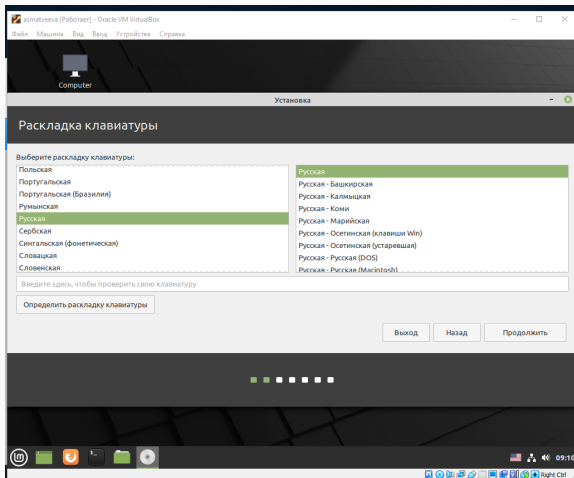 asmatveeva [Работает] - Oracle VM VirtualBox
Файл Машина Вид Ввод Устройства Справка
Computer
Установка
Раскладка клавиатуры
Выберите раскладку клавиатуры:
Польская
Португальская
Португальская (Бразилия)
Румынская
Русская
Сербская
Сингальская (фонетическая)
Словацкая
Словенская
Русская
Русская - Башкирская
Русская - Калмыцкая
Русская - Коми
Русская - Марийская
Русская - Осетинская (клавиши Win)
Русская - Осетинская (устаревшая)
Русская - Русская (DOS)
Русская - Русская (Macintosh)
Введите здесь, чтобы проверить свою клавиатуру
Определить раскладку клавиатуры
Выход Назад Продолжить
09:10
Right Ctrl